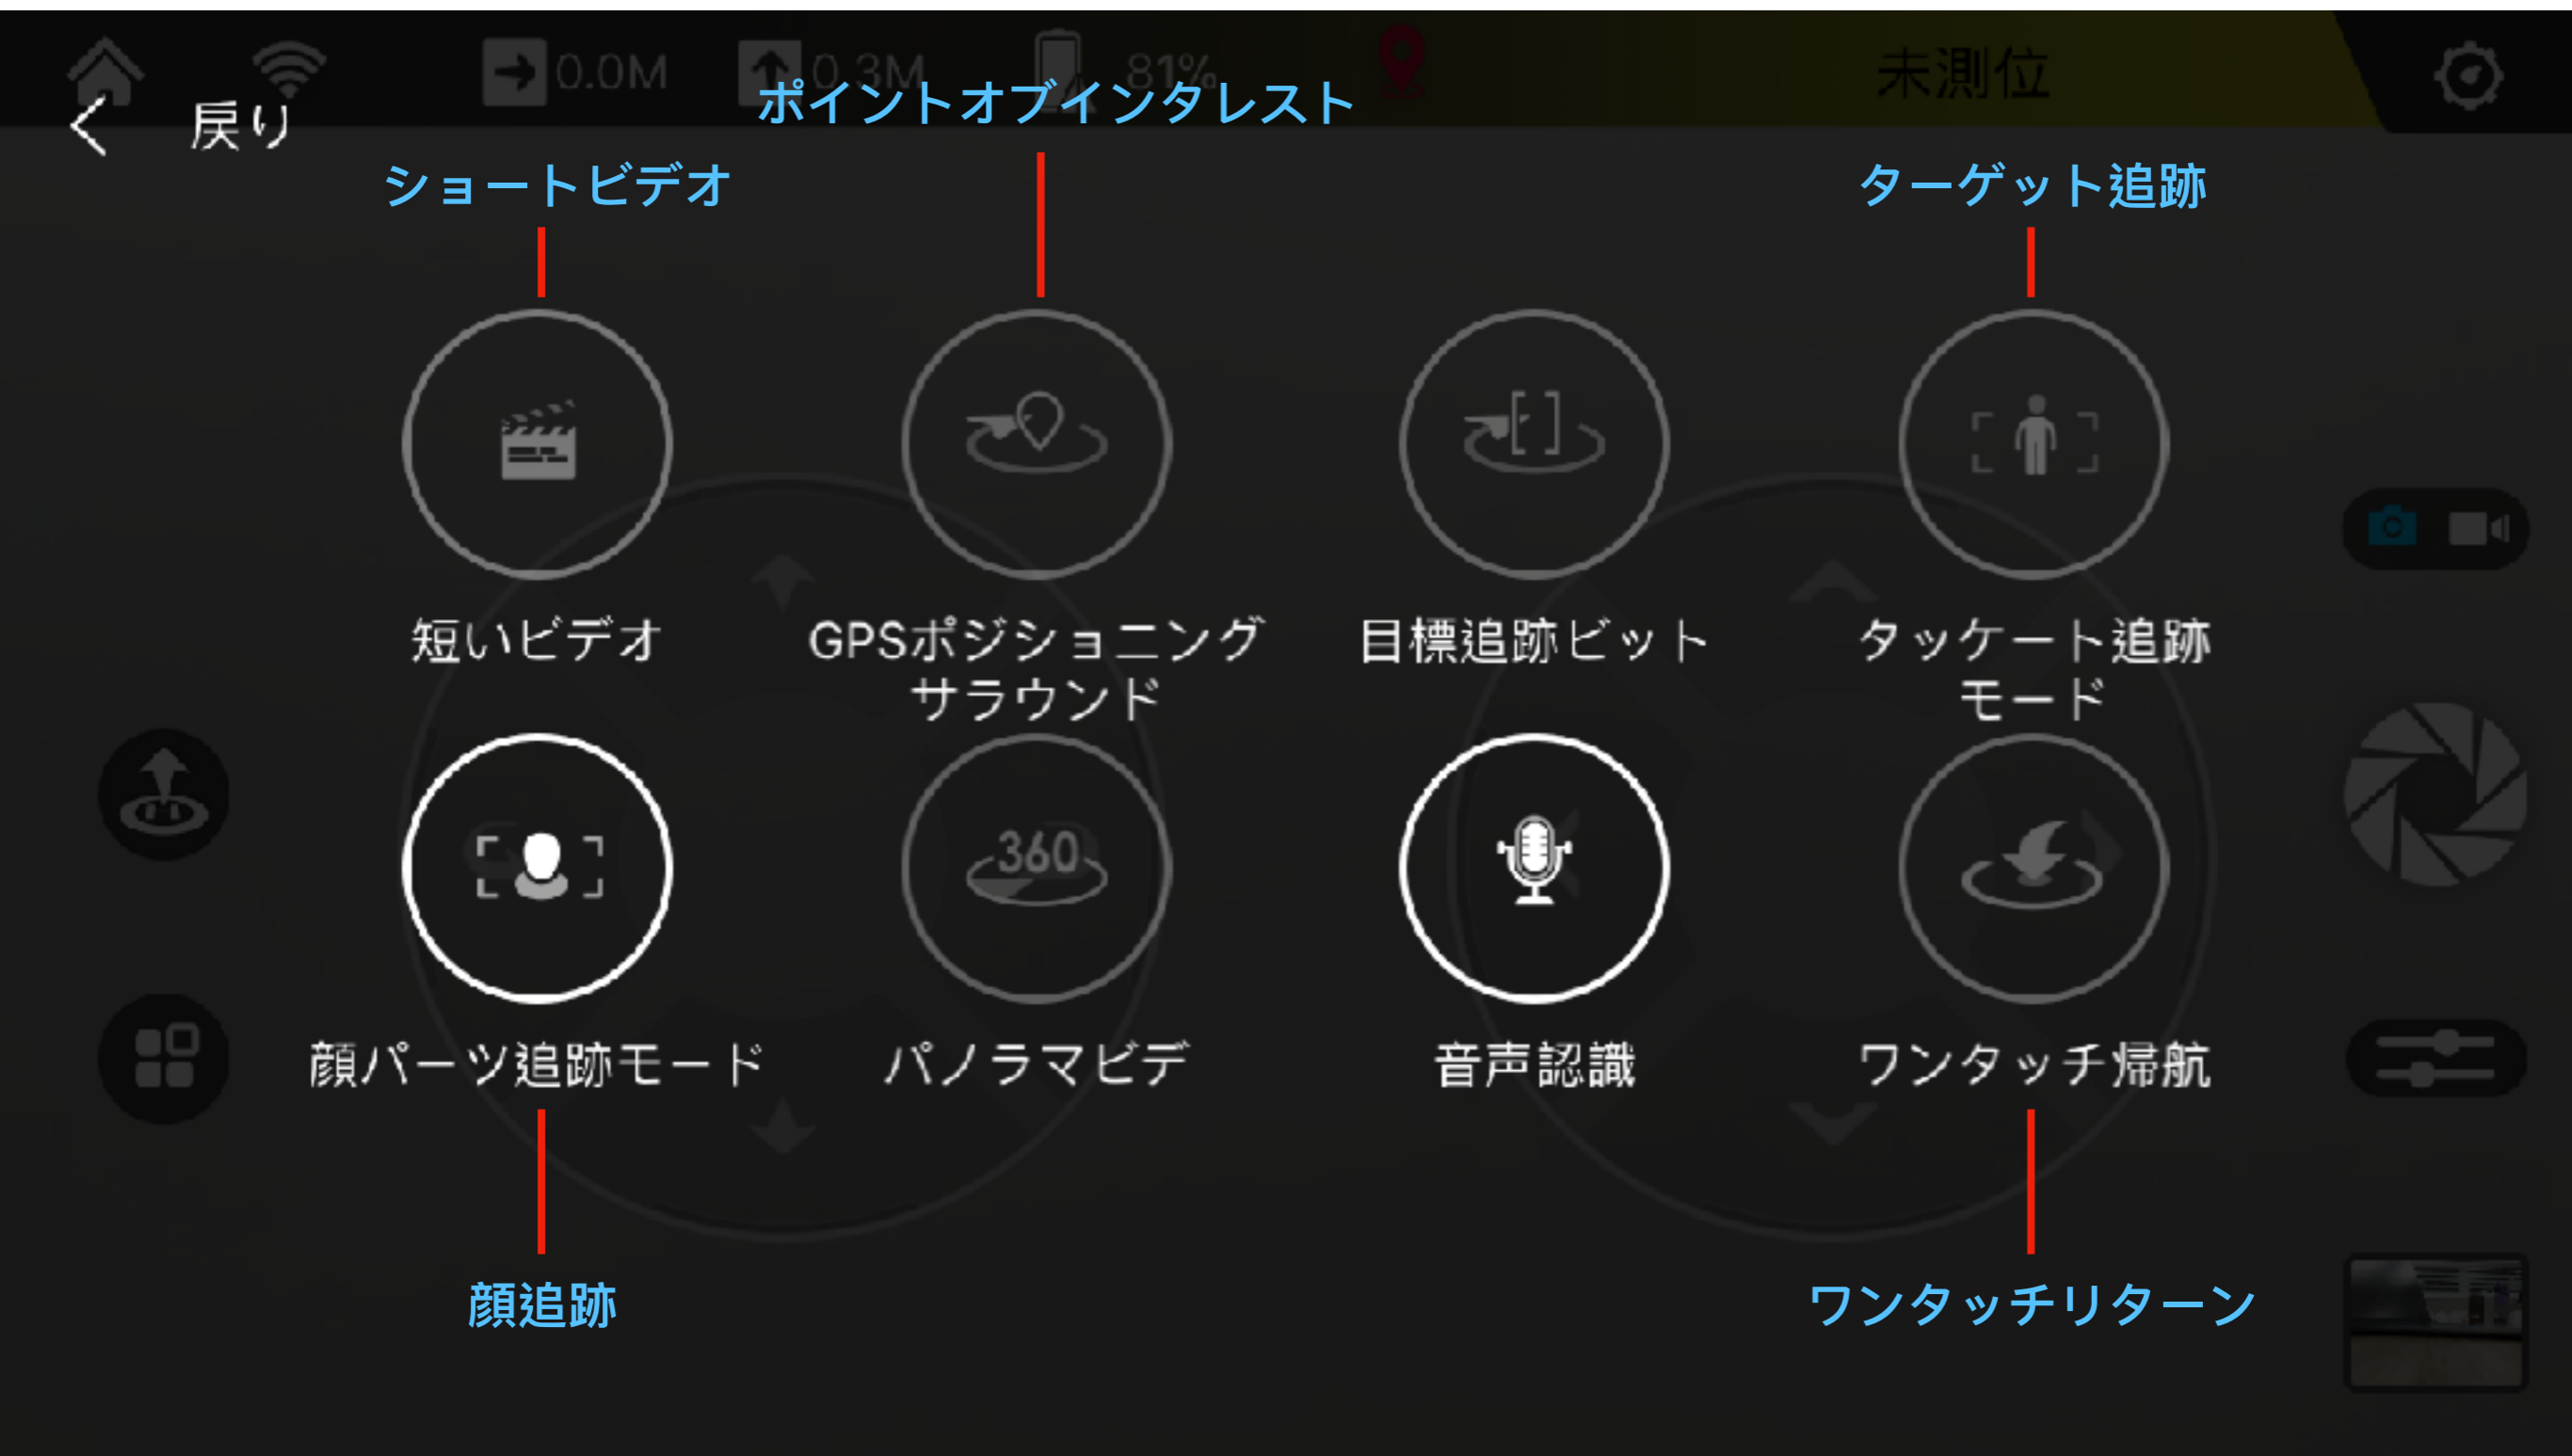 0.0M
0.3M
81%
未測位
戻り
ポイントオブインタレスト
ショートビデオ
ターゲット追跡
短いビデオ
GPSポジショニング
サラウンド
目標追跡ビット
タッケート追跡
モード
360
顔パーツ追跡モード
パノラマビデ
音声認識
ワンタッチ帰航
顔追跡
ワンタッチリターン